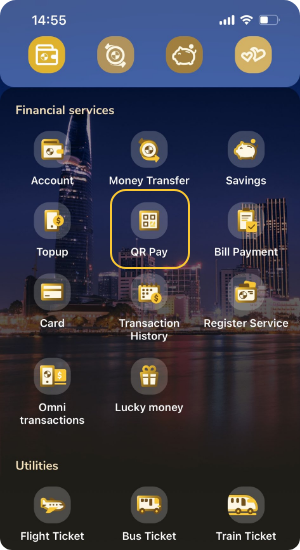 14:55
Financial services
Account
Money Transfer
Savings
Topup
QR Pay
Bill Payment
Card
Transaction
History
Register Service
Omni
transactions
Lucky money
Utilities
Flight Ticket
Bus Ticket
Train Ticket